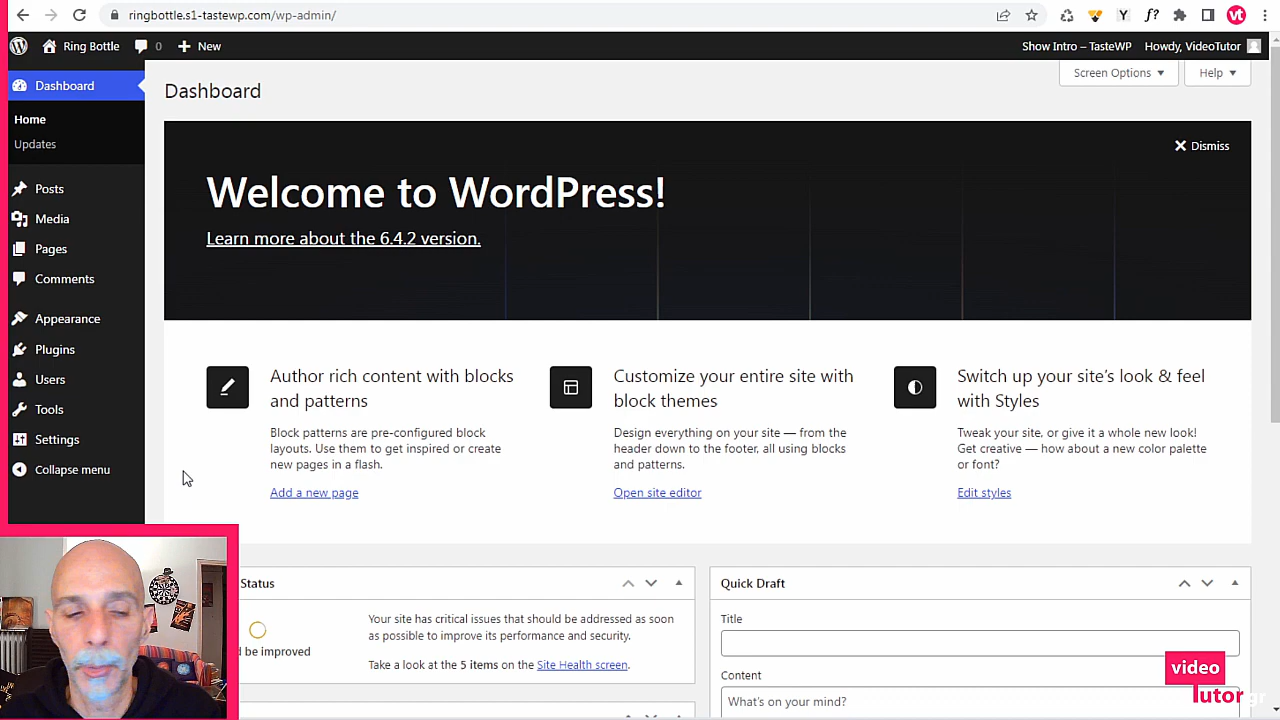 ringbottle.s1-tastewp.com/wp-admin/
Ring Bottle 0 New Show Intro – TasteWP Howdy, VideoTutor
Dashboard
Home
Updates
Posts
Media
Pages
Comments
Appearance
Plugins
Users
Tools
Settings
Collapse menu
Screen Options Help
Dashboard
Dismiss
Welcome to WordPress!
Learn more about the 6.4.2 version.
Author rich content with blocks
and patterns
Block patterns are pre-configured block
layouts. Use them to get inspired or create
new pages in a flash.
Add a new page
Customize your entire site with
block themes
Design everything on your site — from the
header down to the footer, all using blocks
and patterns.
Open site editor
Switch up your site's look & feel
with Styles
Tweak your site, or give it a whole new look!
Get creative — how about a new color palette
or font?
Edit styles
Status
d be improved
Your site has critical issues that should be addressed as soon
as possible to improve its performance and security.
Take a look at the 5 items on the Site Health screen.
Quick Draft
Title
Content
What's on your mind?
video
Tutor.gr